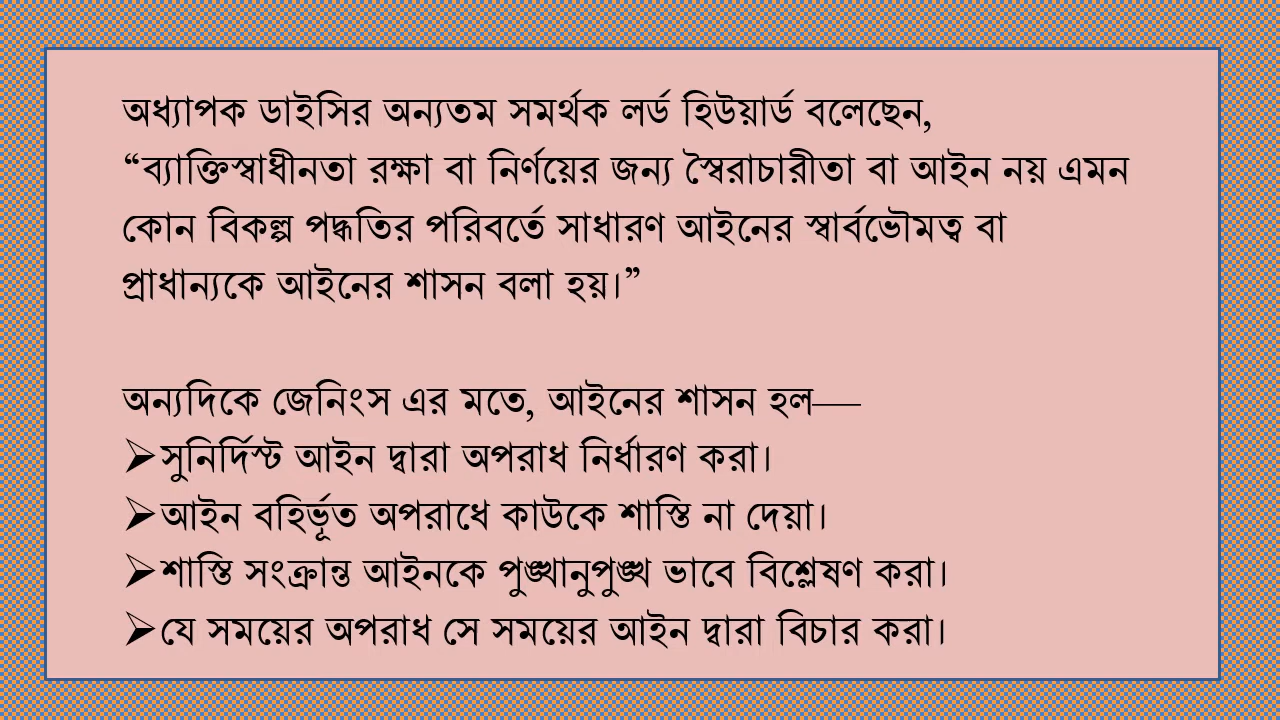 অধ্যাপক ডাইসির অন্যতম সমর্থক লর্ড হিউয়ার্ড বলেছেন,
“ব্যাক্তিস্বাধীনতা রক্ষা বা নির্ণয়ের জন্য স্বৈরাচারীতা বা আইন নয় এমন
কোন বিকল্প পদ্ধতির পরিবর্তে সাধারণ আইনের স্বার্বভৌমত্ব বা
প্রাধান্যকে আইনের শাসন বলা হয়।”
অন্যদিকে জেনিংস এর মতে, আইনের শাসন হল—
➢সুনির্দিস্ট আইন দ্বারা অপরাধ নির্ধারণ করা।
➢আইন বহির্ভূত অপরাধে কাউকে শাস্তি না দেয়া।
➢শাস্তি সংক্রান্ত আইনকে পুঙ্খানুপুঙ্খ ভাবে বিশ্লেষণ করা।
➢যে সময়ের অপরাধ সে সময়ের আইন দ্বারা বিচার করা।